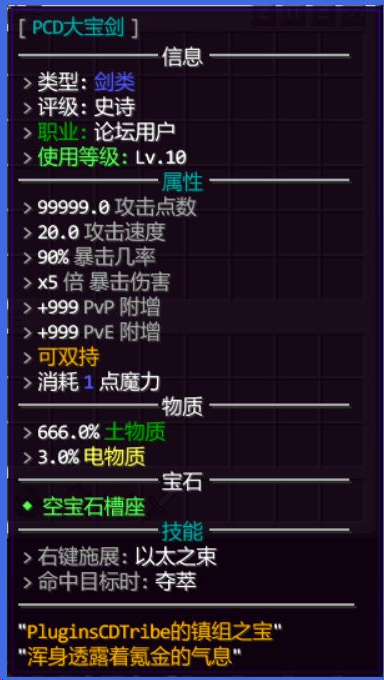 [ PCD大宝剑 ]
信息
> 类型: 剑类
> 评级: 史诗
> 职业: 论坛用户
> 使用等级: Lv.10
属性
> 99999.0 攻击点数
> 20.0 攻击速度
> 90% 暴击几率
> x5 倍 暴击伤害
> +999 PvP 附增
> +999 PvE 附增
> 可双持
> 消耗 1 点魔力
物质
> 666.0% 土物质
> 3.0% 电物质
宝石
◆ 空宝石槽座
技能
> 右键施展: 以太之束
> 命中目标时: 夺萃
"PluginsCDTribe的镇组之宝"
"浑身透露着氪金的气息"